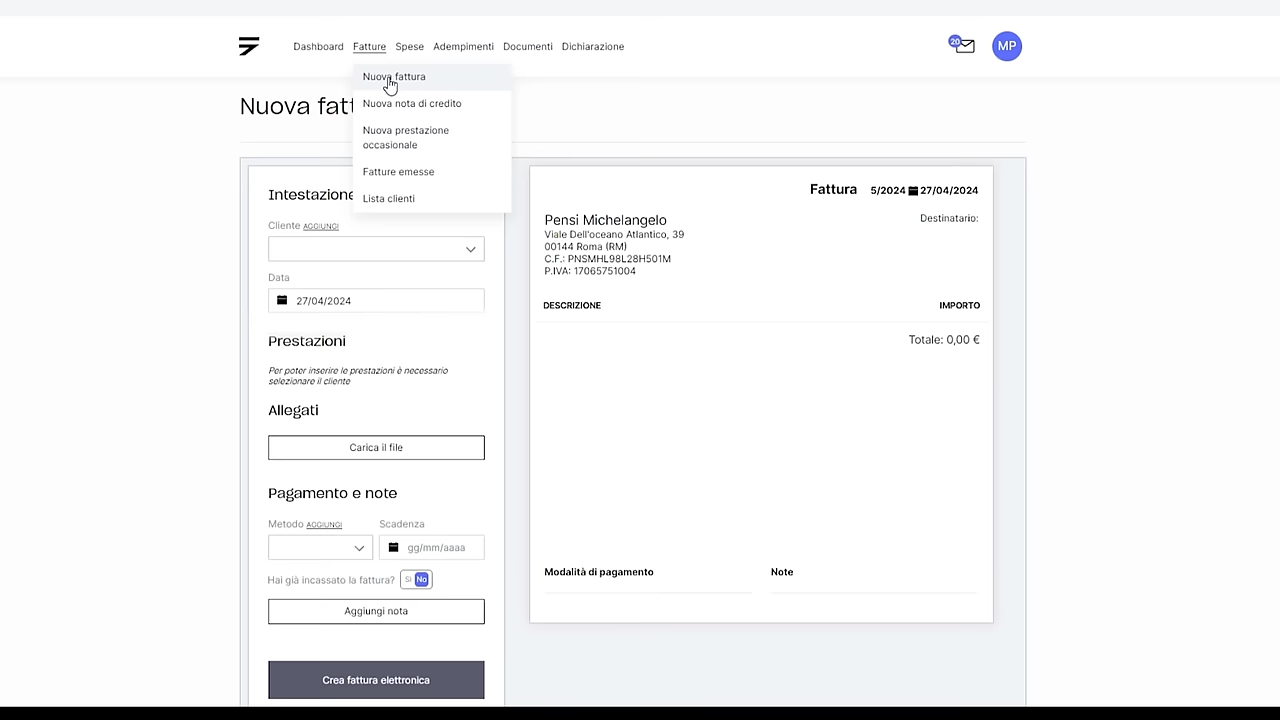 Dashboard Fatture Spese Adempimenti Documenti Dichiarazione
20
MP
Nuova fattura
Nuova nota di credito
Nuova prestazione
occasionale
Fatture emesse
Lista clienti
Nuova fatt
Intestazione
Cliente AGGIUNGI
Data
27/04/2024
Prestazioni
Per poter inserire le prestazioni è necessario
selezionare il cliente
Allegati
Carica il file
Pagamento e note
Metodo AGGIUNGI Scadenza
gg/mm/aaaa
Hai già incassato la fattura? Sì No
Aggiungi nota
Crea fattura elettronica
Fattura 5/2024 27/04/2024
Pensi Michelangelo
Viale Dell'oceano Atlantico, 39
00144 Roma (RM)
C.F.: PNSMHL98L28H501M
P.IVA: 17065751004
Destinatario:
DESCRIZIONE IMPORTO
Totale: 0,00 €
Modalità di pagamento Note